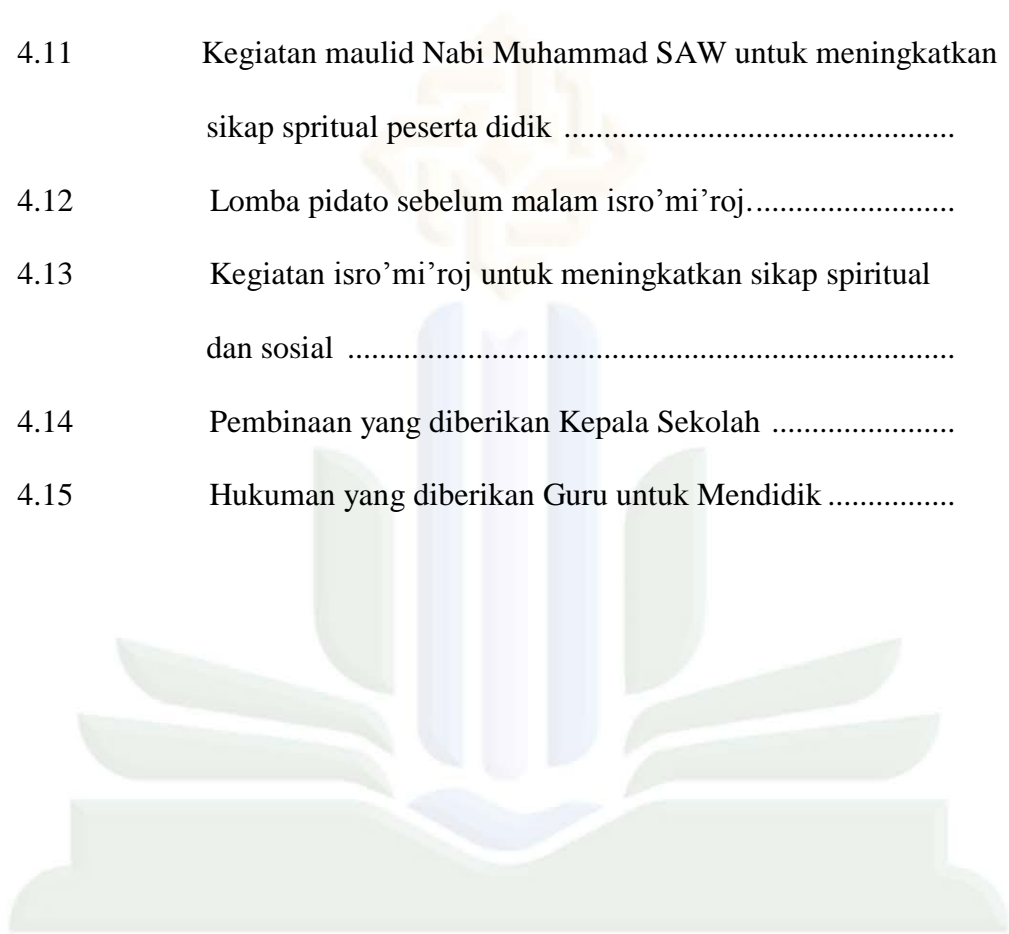 4.11 Kegiatan maulid Nabi Muhammad SAW untuk meningkatkan
sikap spritual peserta didik .................................................
4.12 Lomba pidato sebelum malam isro’mi’roj..........................
4.13 Kegiatan isro’mi’roj untuk meningkatkan sikap spiritual
dan sosial ............................................................................
4.14 Pembinaan yang diberikan Kepala Sekolah .......................
4.15 Hukuman yang diberikan Guru untuk Mendidik ................